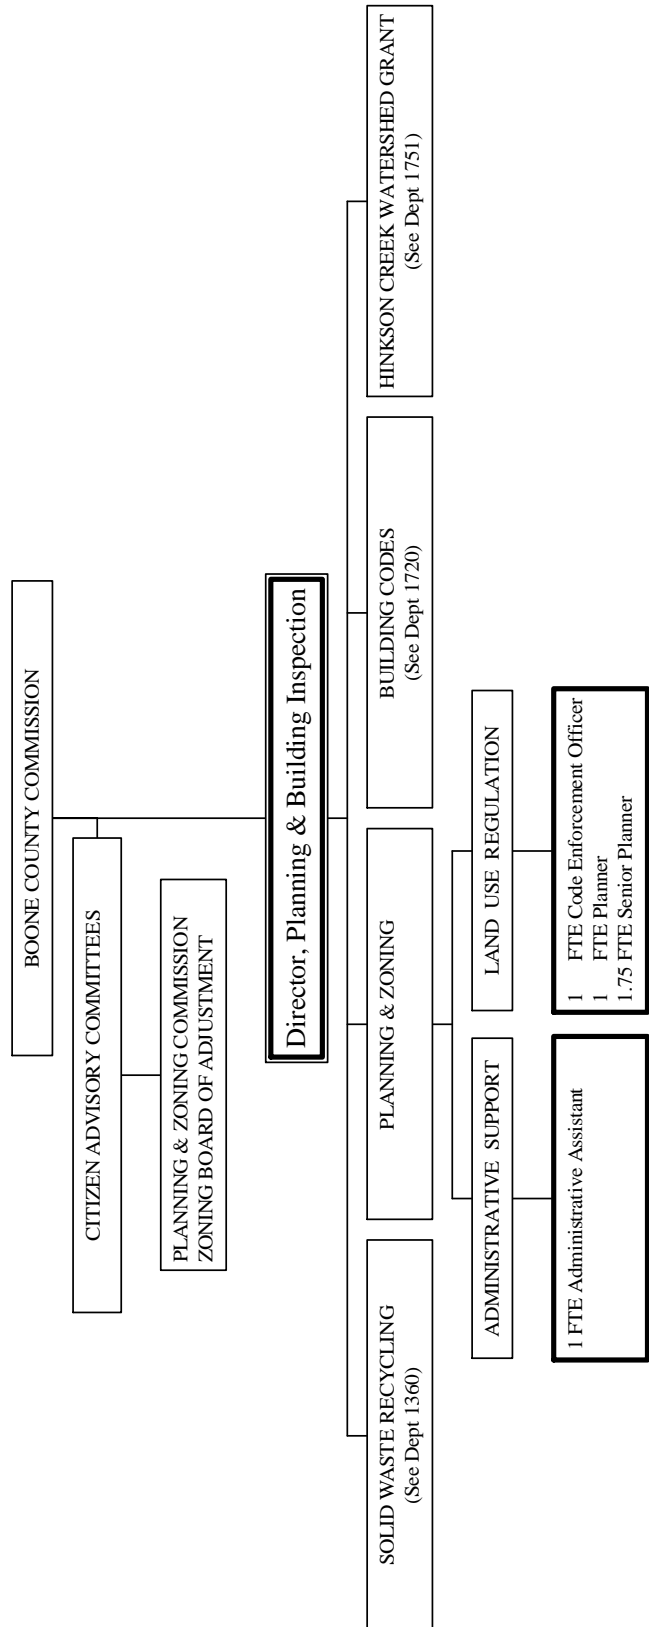 BOONE COUNTY COMMISSION
CITIZEN ADVISORY COMMITTEES
PLANNING & ZONING COMMISSION
ZONING BOARD OF ADJUSTMENT
Director, Planning & Building Inspection
SOLID WASTE RECYCLING
(See Dept 1360)
PLANNING & ZONING
BUILDING CODES
(See Dept 1720)
HINKSON CREEK WATERSHED GRANT
(See Dept 1751)
ADMINISTRATIVE SUPPORT
LAND USE REGULATION
1 FTE Administrative Assistant
1 FTE Code Enforcement Officer
1 FTE Planner
1.75 FTE Senior Planner